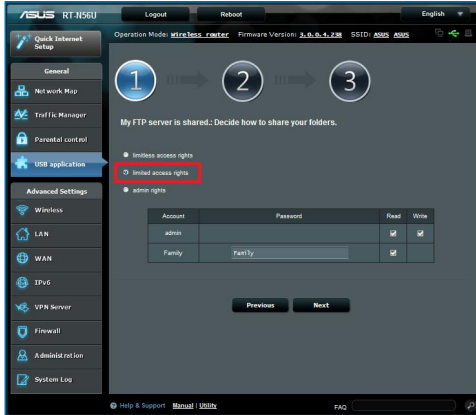 ASUS RT-N56U Logout Reboot English
Quick Internet Setup
Operation Mode: Wireless router Firmware Version: 3.0.0.4.238 SSID: ASUS ASUS
General
Network Map
Traffic Manager
Parental control
USB application
Advanced Settings
Wireless
LAN
WAN
IPv6
VPN Server
Firewall
Administration
System Log
1 2 3
My FTP server is shared.: Decide how to share your folders.
limitless access rights
limited access rights
admin rights
Account Password Read Write
admin
Family Family
Previous Next
Help & Support Manual | Utility FAQ